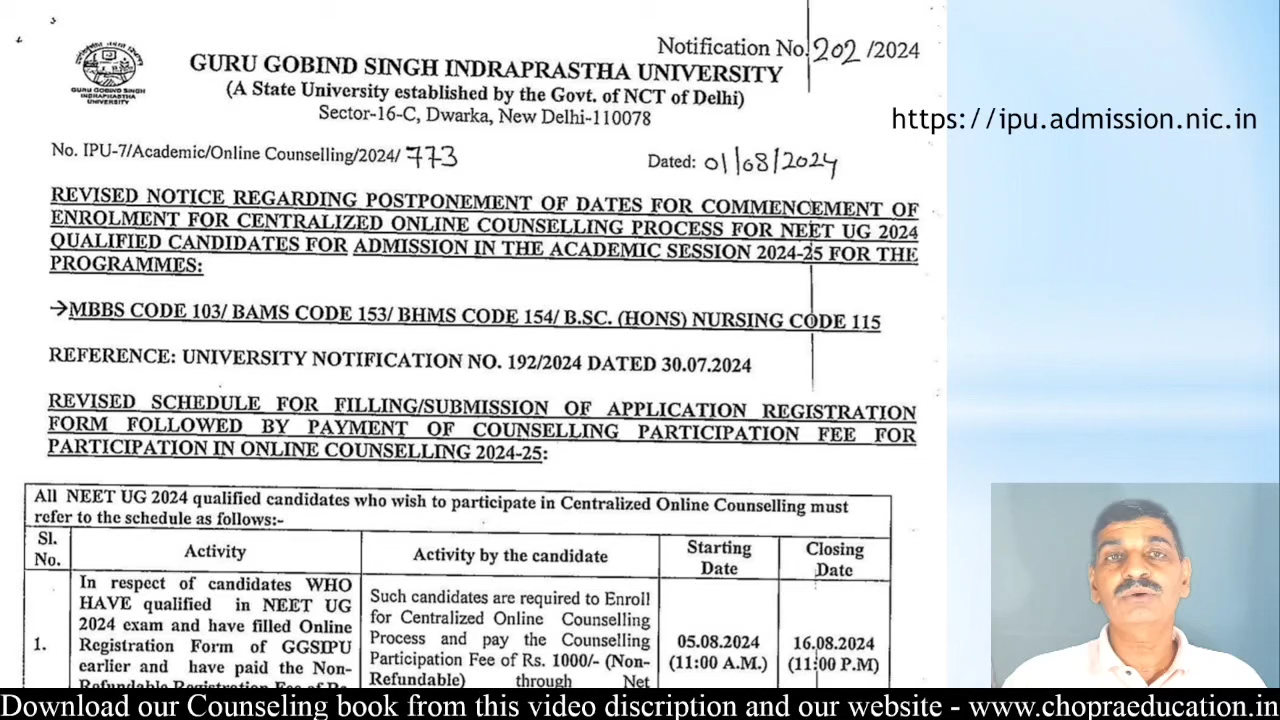 Notification No. 202 /2024
GURU GOBIND SINGH INDRAPRASTHA UNIVERSITY
GURU GOBIND SINGH
INDRAPRASTHA
UNIVERSITY
(A State University established by the Govt. of NCT of Delhi)
Sector-16-C, Dwarka, New Delhi-110078
https://ipu.admission.nic.in
No. IPU-7/Academic/Online Counselling/2024/ 773
Dated: 01/08/2024
REVISED NOTICE REGARDING POSTPONEMENT OF DATES FOR COMMENCEMENT OF
ENROLMENT FOR CENTRALIZED ONLINE COUNSELLING PROCESS FOR NEET UG 2024
QUALIFIED CANDIDATES FOR ADMISSION IN THE ACADEMIC SESSION 2024-25 FOR THE
PROGRAMMES:
→MBBS CODE 103/ BAMS CODE 153/ BHMS CODE 154/ B.SC. (HONS) NURSING CODE 115
REFERENCE: UNIVERSITY NOTIFICATION NO. 192/2024 DATED 30.07.2024
REVISED SCHEDULE FOR FILLING/SUBMISSION OF APPLICATION REGISTRATION
FORM FOLLOWED BY PAYMENT OF COUNSELLING PARTICIPATION FEE FOR
PARTICIPATION IN ONLINE COUNSELLING 2024-25:
All NEET UG 2024 qualified candidates who wish to participate in Centralized Online Counselling must
refer to the schedule as follows:-
Sl.
No.
Activity
Activity by the candidate
Starting
Date
Closing
Date
1.
In respect of candidates WHO
HAVE qualified in NEET UG
2024 exam and have filled Online
Registration Form of GGSIPU
earlier and have paid the Non-
Refundable Registration Fee of Rs.
Such candidates are required to Enroll
for Centralized Online Counselling
Process and pay the Counselling
Participation Fee of Rs. 1000/- (Non-
Refundable) through Net
05.08.2024
(11:00 A.M.)
16.08.2024
(11:00 P.M)
Download our Counseling book from this video discription and our website - www.chopraeducation.in